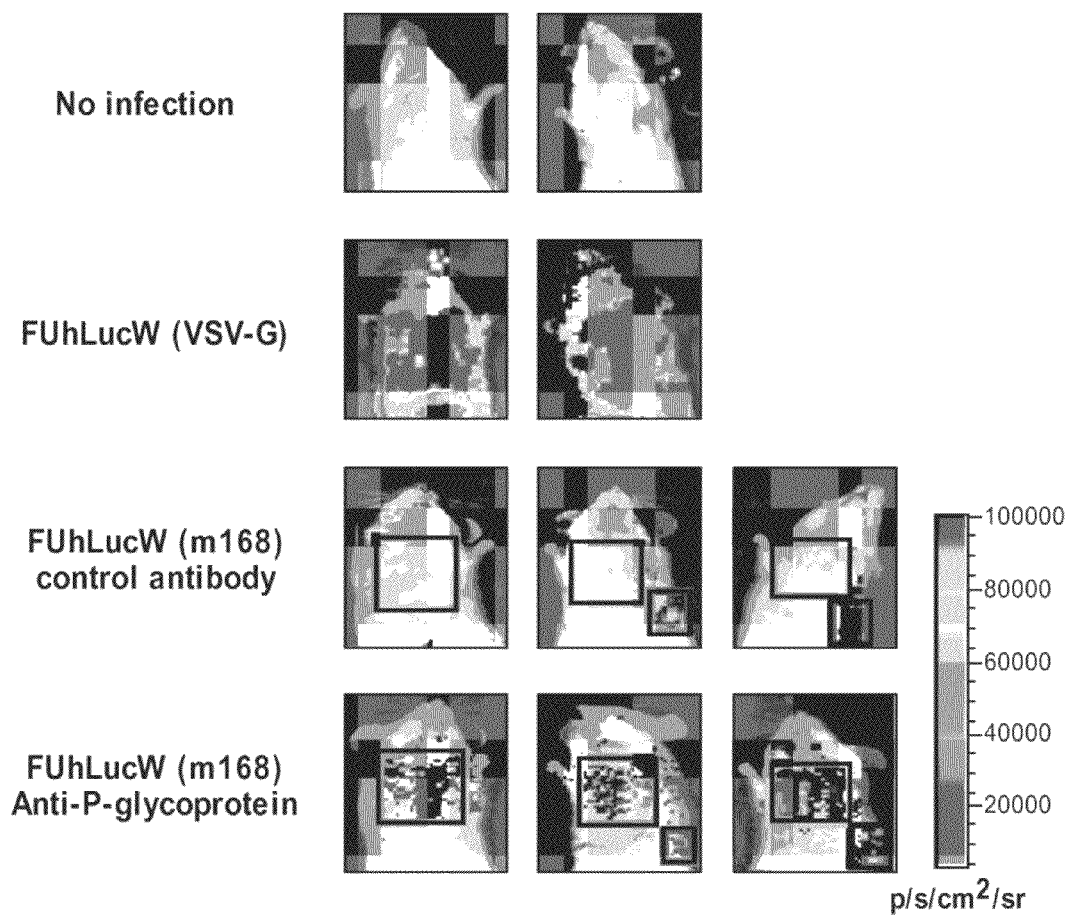 No infection
FUhLucW (VSV-G)
FUhLucW (m168)
control antibody
FUhLucW (m168)
Anti-P-glycoprotein
100000
80000
60000
40000
20000
p/s/cm²/sr